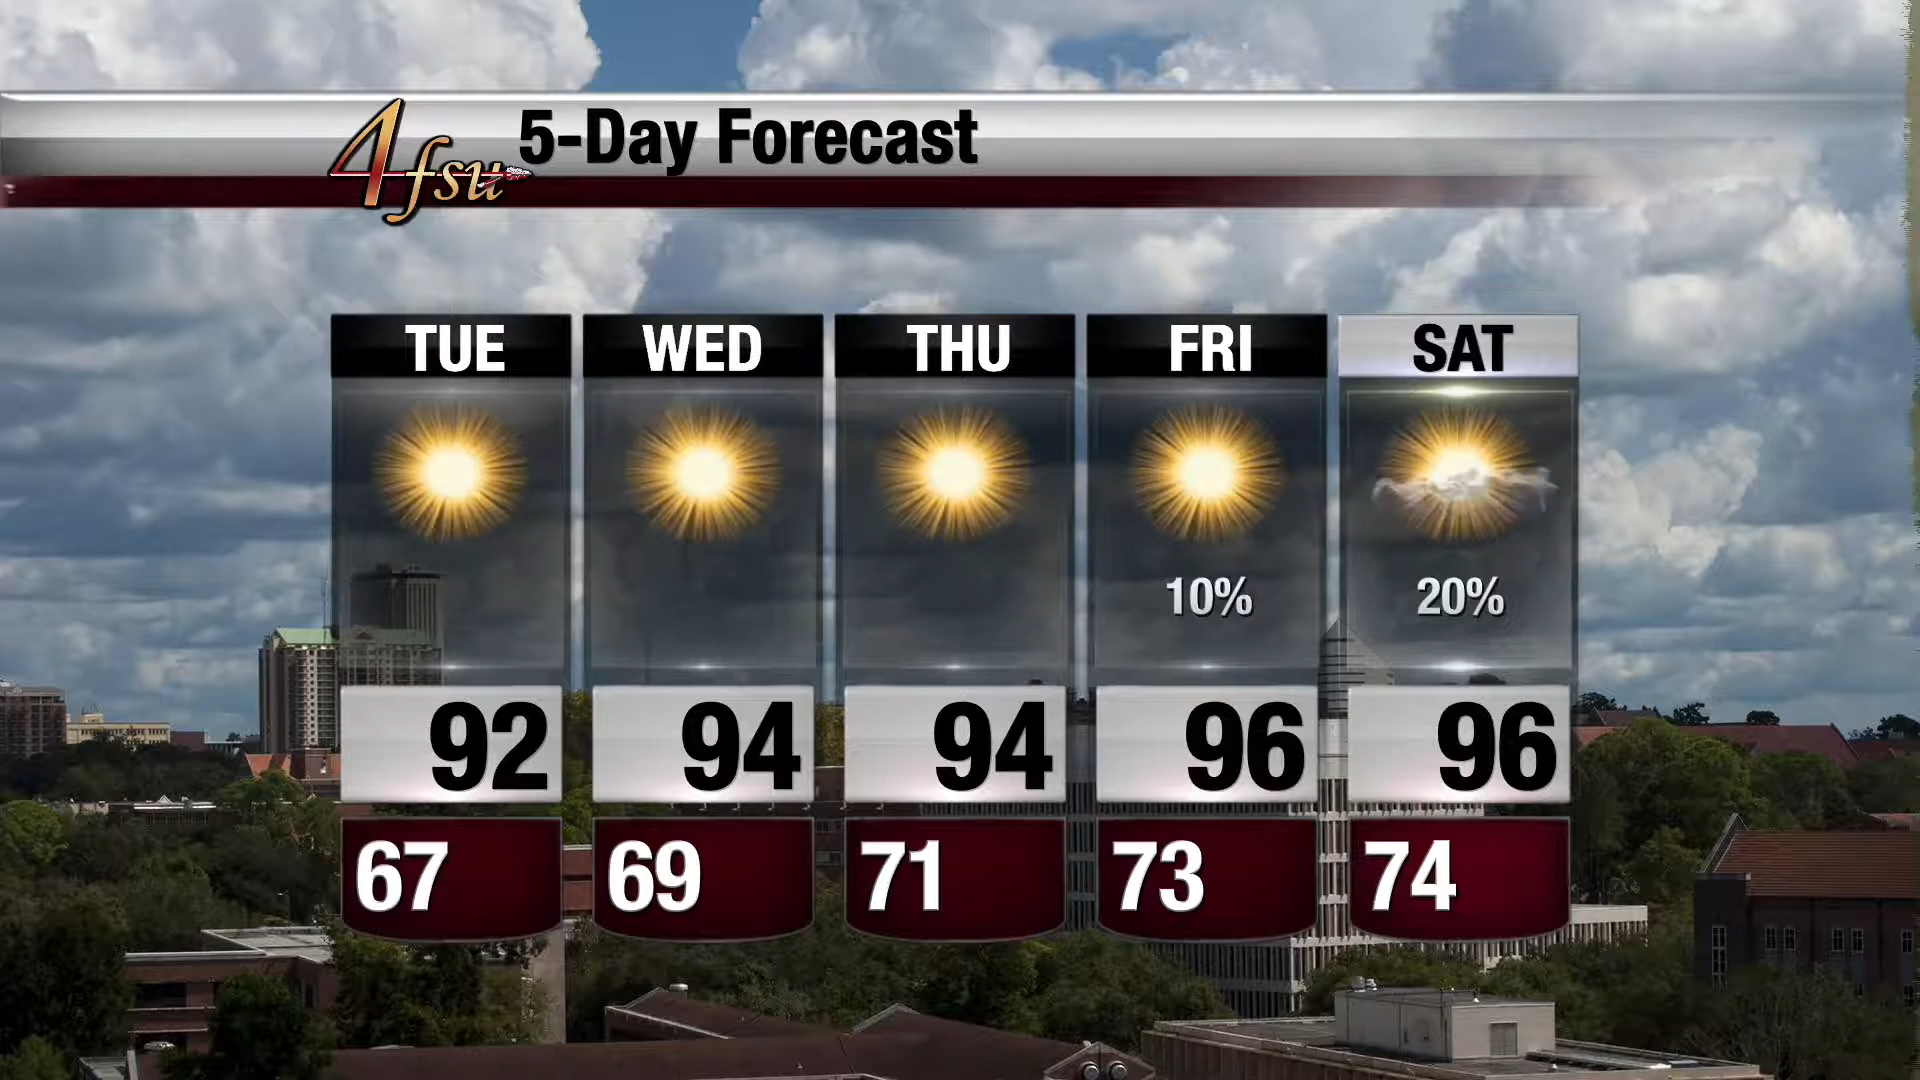 4fsu 5-Day Forecast
TUE WED THU FRI SAT
10% 20%
92 94 94 96 96
67 69 71 73 74